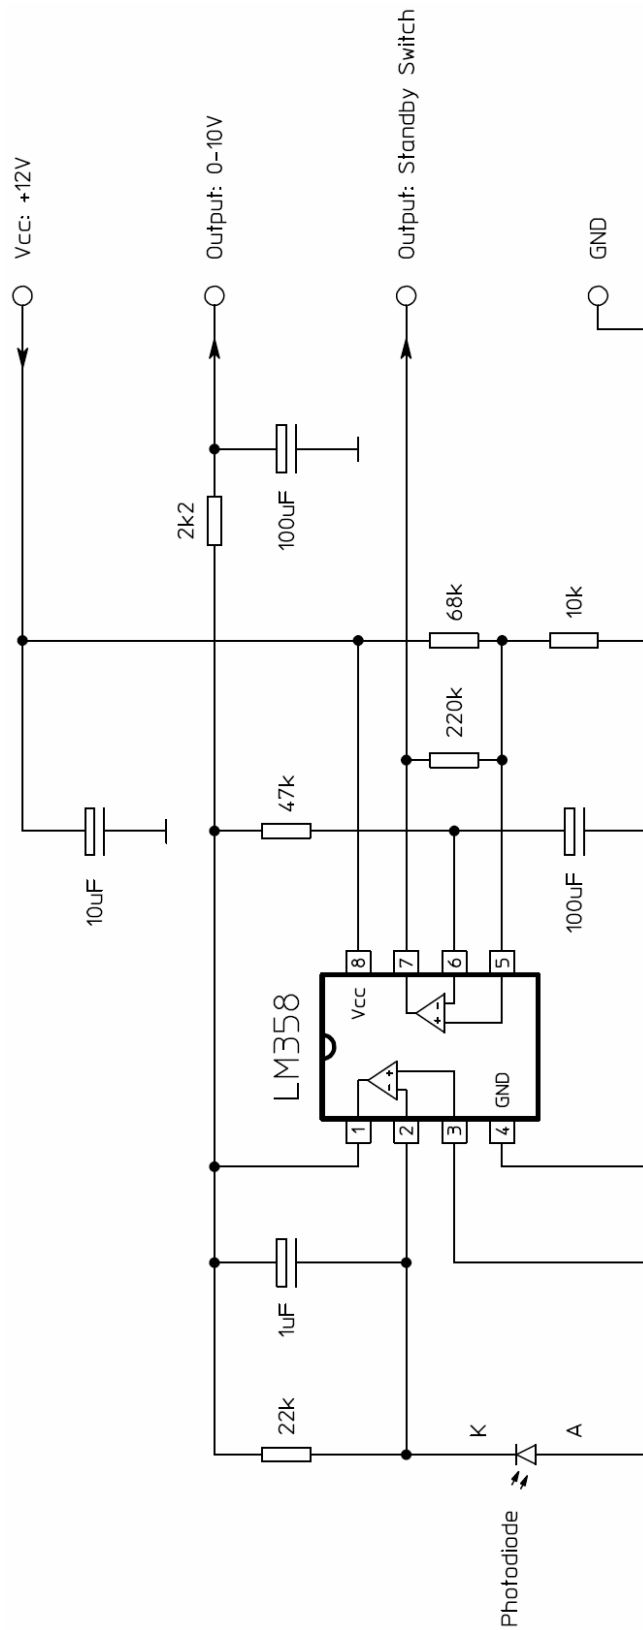 Vcc: +12V
Output: 0-10V
Output: Standby Switch
GND
10uF
47k
2k2
100uF
220k
68k
10k
100uF
LM358
Vcc
GND
8
7
6
5
1
2
3
4
+
-
-
+
1uF
22k
K
A
Photodiode